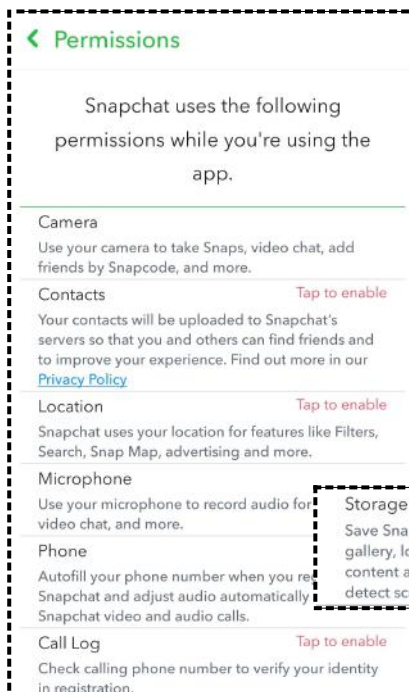 Permissions
Snapchat uses the following
permissions while you're using the
app.
Camera
Use your camera to take Snaps, video chat, add
friends by Snapcode, and more.
Contacts Tap to enable
Your contacts will be uploaded to Snapchat's
servers so that you and others can find friends and
to improve your experience. Find out more in our
Privacy Policy
Location Tap to enable
Snapchat uses your location for features like Filters,
Search, Snap Map, advertising and more.
Microphone
Use your microphone to record audio for
video chat, and more.
Phone
Autofill your phone number when you
Snapchat and adjust audio automatically
Snapchat video and audio calls.
Call Log Tap to enable
Check calling phone number to verify your identity
in registration.
Storage
Save
gallery,
content
detect